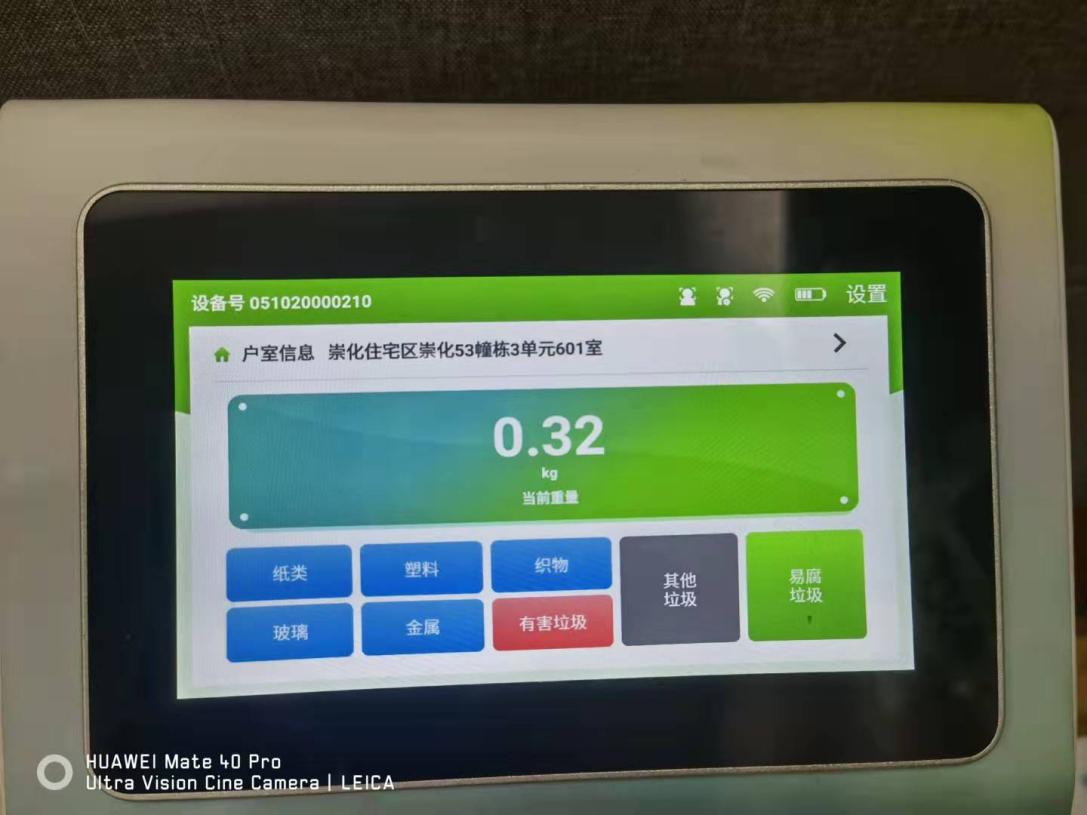 设备号 051020000210
设置
户室信息 崇化住宅区崇化53幢栋3单元601室
0.32
kg
当前重量
纸类
塑料
织物
其他
垃圾
易腐
垃圾
玻璃
金属
有害垃圾
HUAWEI Mate 40 Pro
Ultra Vision Cine Camera | LEICA